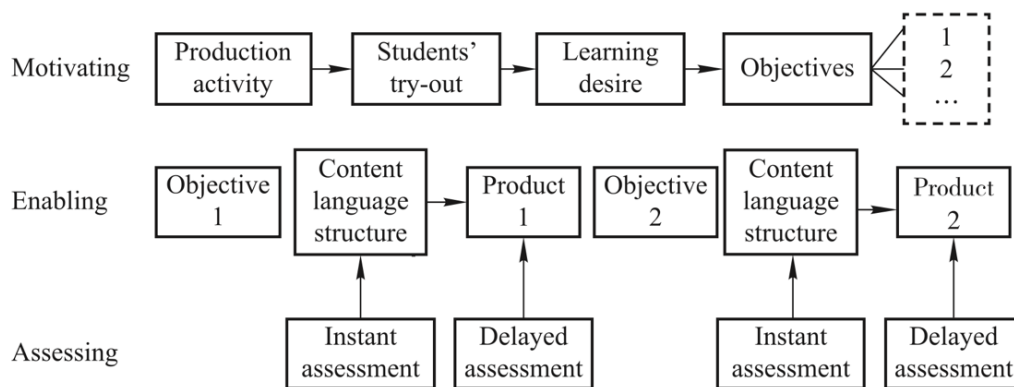 Motivating
Production
activity
Students'
try-out
Learning
desire
Objectives
1
2
...
Enabling
Objective
1
Content
language
structure
Product
1
Objective
2
Content
language
structure
Product
2
Assessing
Instant
assessment
Delayed
assessment
Instant
assessment
Delayed
assessment